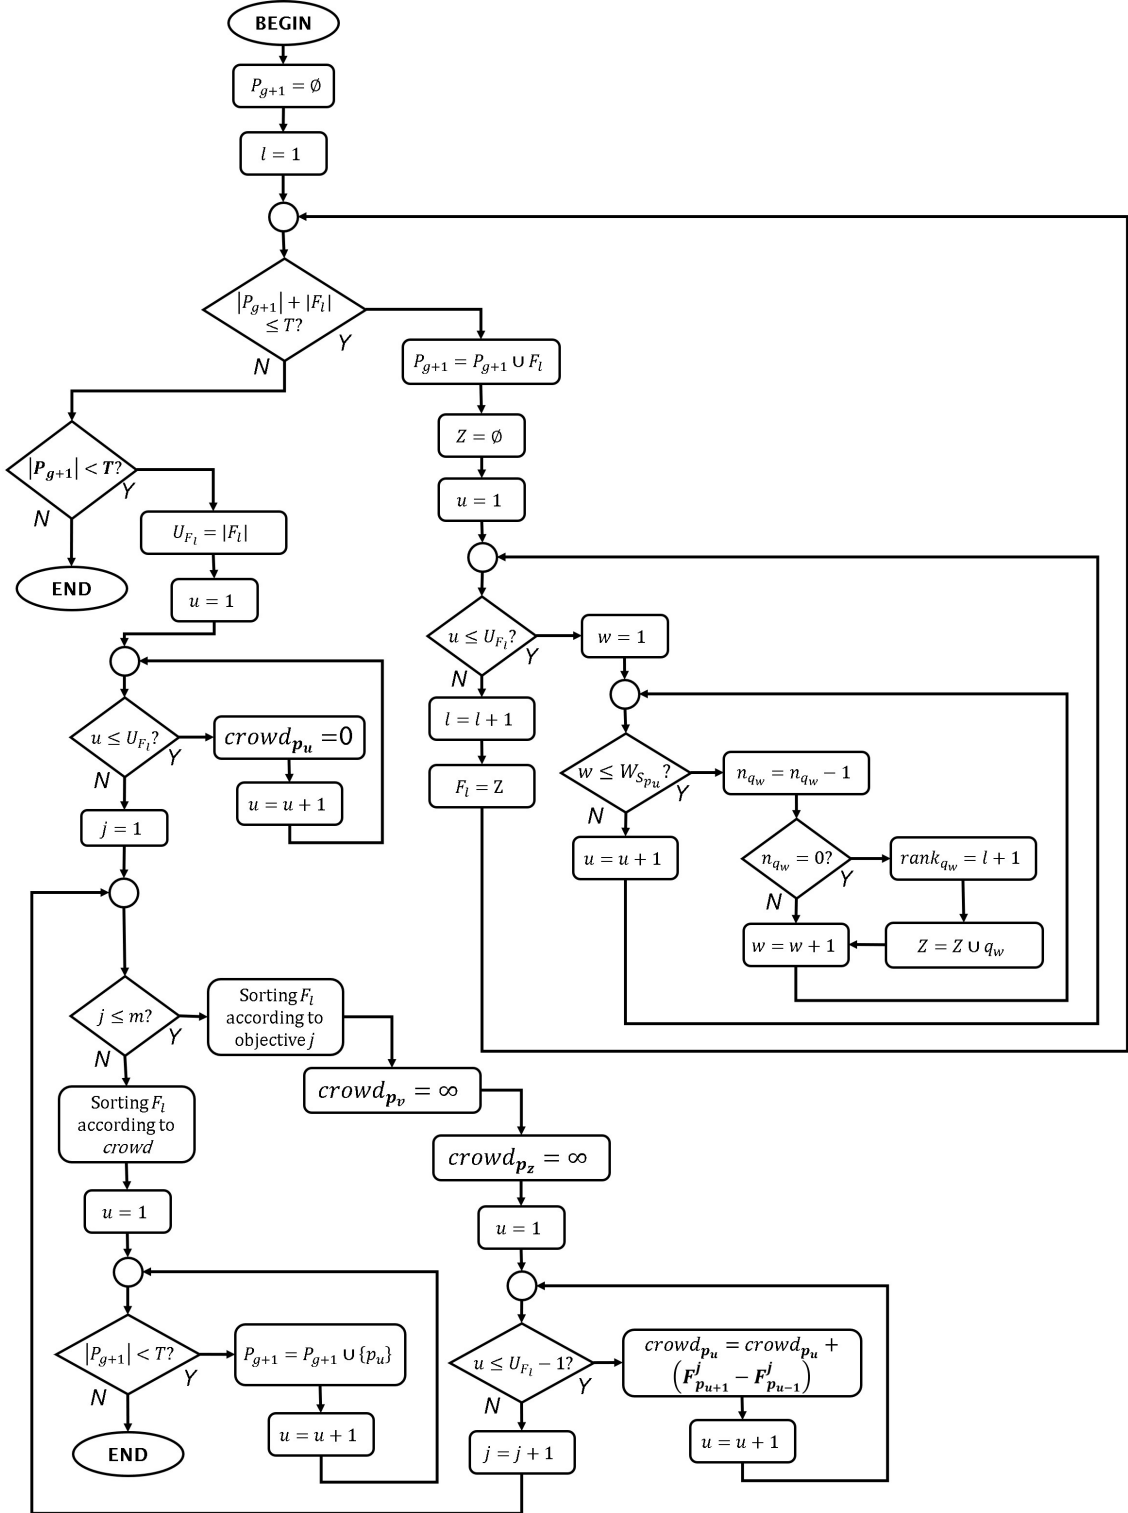 BEGIN
P_{g+1} = ∅
l = 1
|P_{g+1}| + |F_l|
≤ T?
Y
N
P_{g+1} = P_{g+1} ∪ F_l
Z = ∅
u = 1
|P_{g+1}| < T?
Y
N
END
U_{F_l} = |F_l|
u = 1
u ≤ U_{F_l}?
Y
N
w = 1
l = l + 1
F_l = Z
w ≤ W_{S_{p_u}}?
Y
N
n_{q_w} = n_{q_w} − 1
u = u + 1
n_{q_w} = 0?
Y
N
rank_{q_w} = l + 1
w = w + 1
Z = Z ∪ q_w
u ≤ U_{F_l}?
Y
N
crowd_{p_u} =0
u = u + 1
j = 1
j ≤ m?
Y
N
Sorting F_l
according to
objective j
crowd_{p_v} = ∞
crowd_{p_z} = ∞
u = 1
Sorting F_l
according to
crowd
u = 1
|P_{g+1}| < T?
Y
N
P_{g+1} = P_{g+1} ∪ {p_u}
u = u + 1
END
u ≤ U_{F_l} − 1?
Y
N
crowd_{p_u} = crowd_{p_u} +
(F^j_{p_{u+1}} − F^j_{p_{u−1}})
u = u + 1
j = j + 1